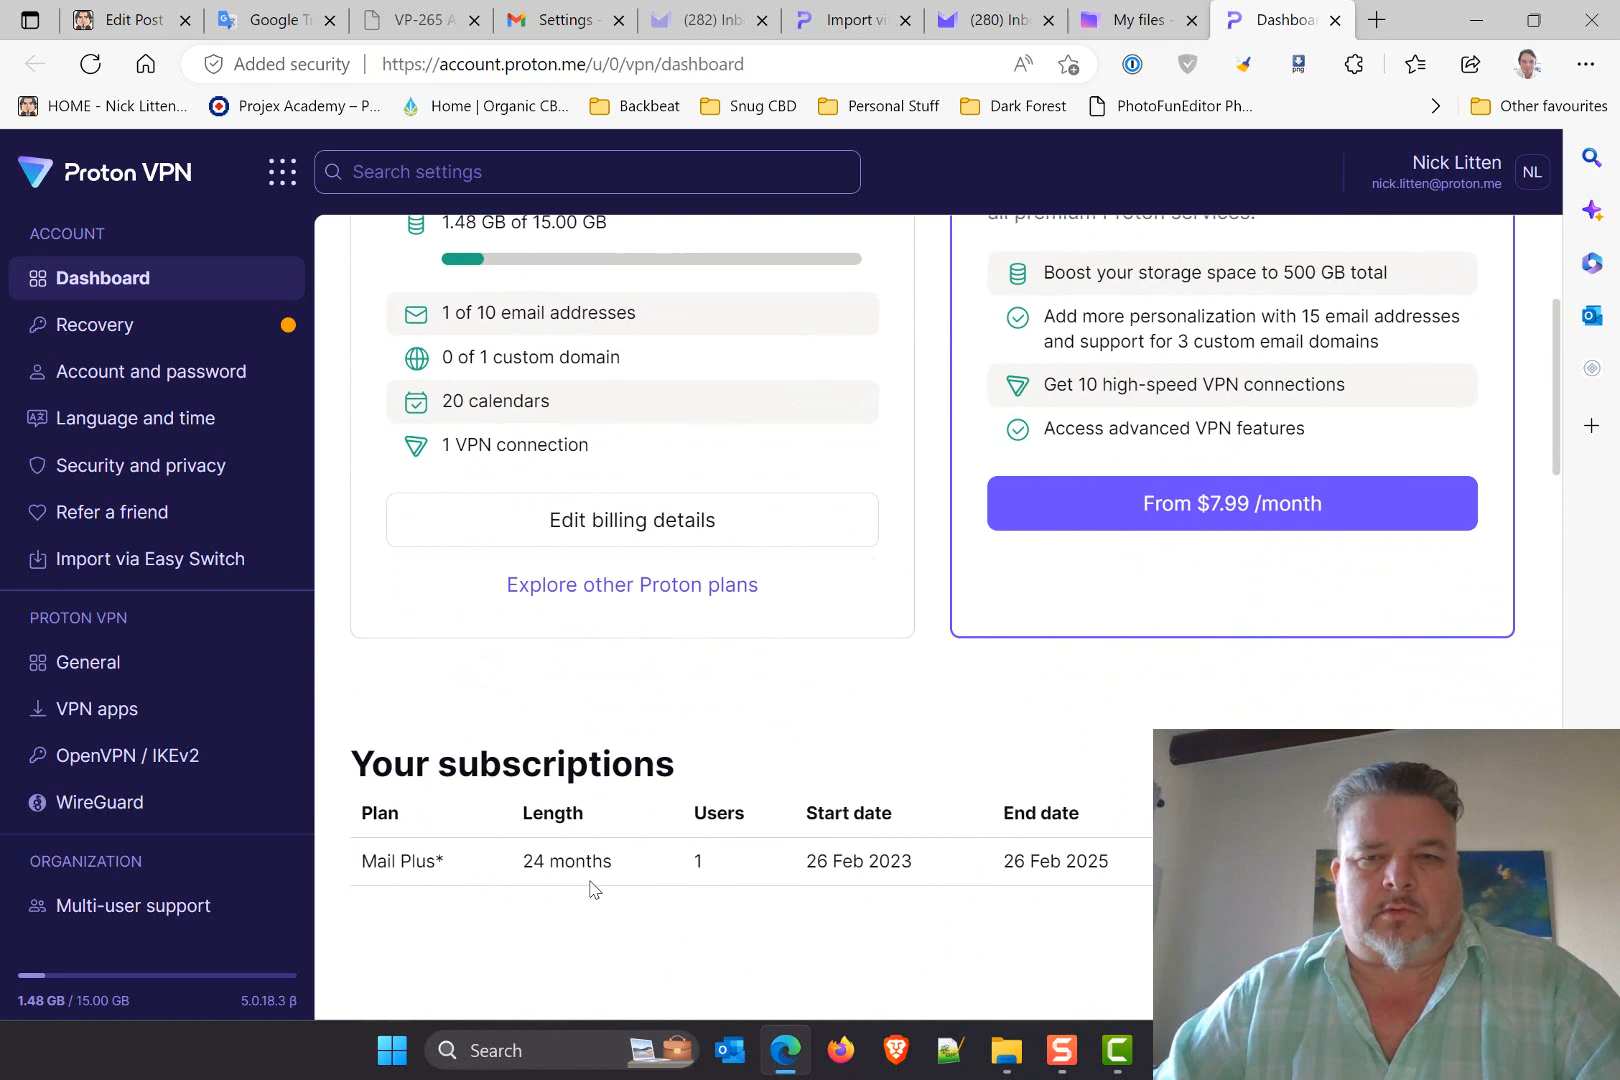 Edit Post
Google Tr
VP-265 A
Settings -
(282) Inb
Import vi
(280) Inb
My files -
Dashboa
Added security
https://account.proton.me/u/0/vpn/dashboard
HOME - Nick Litten...
Projex Academy – P...
Home | Organic CB...
Backbeat
Snug CBD
Personal Stuff
Dark Forest
PhotoFunEditor Ph...
Other favourites
Proton VPN
Search settings
Nick Litten
nick.litten@proton.me
NL
ACCOUNT
Dashboard
Recovery
Account and password
Language and time
Security and privacy
Refer a friend
Import via Easy Switch
PROTON VPN
General
VPN apps
OpenVPN / IKEv2
WireGuard
ORGANIZATION
Multi-user support
1.48 GB / 15.00 GB
5.0.18.3 β
1.48 GB of 15.00 GB
1 of 10 email addresses
0 of 1 custom domain
20 calendars
1 VPN connection
Edit billing details
Explore other Proton plans
all premium Proton services.
Boost your storage space to 500 GB total
Add more personalization with 15 email addresses
and support for 3 custom email domains
Get 10 high-speed VPN connections
Access advanced VPN features
From $7.99 /month
Your subscriptions
Plan Length Users Start date End date
Mail Plus* 24 months 1 26 Feb 2023 26 Feb 2025
Search